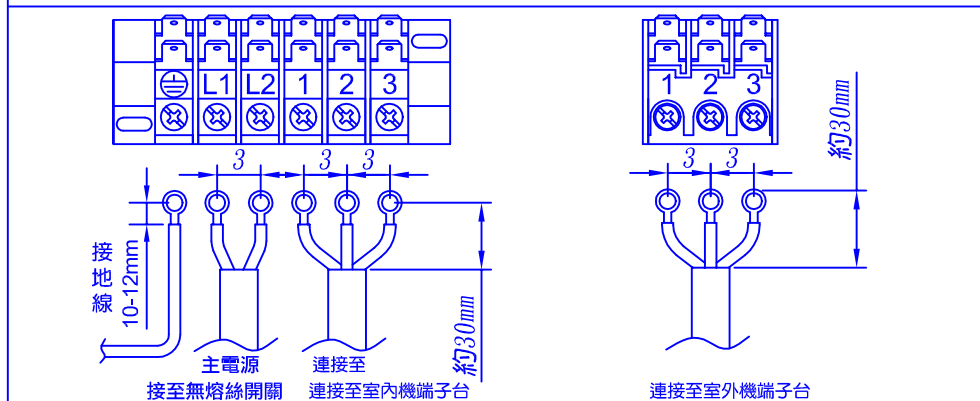 L1 L2 1 2 3
1 2 3
3 3 3
3 3
約30mm
接地線
10-12mm
約30mm
主電源
接至無熔絲開關
連接至
連接至室內機端子台
連接至室外機端子台